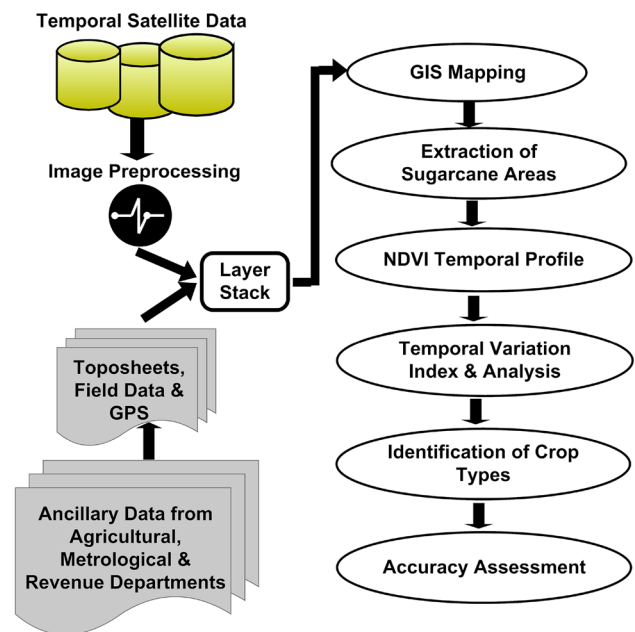 Temporal Satellite Data
Image Preprocessing
Layer
Stack
Toposheets,
Field Data &
GPS
Ancillary Data from
Agricultural,
Metrological &
Revenue Departments
GIS Mapping
Extraction of
Sugarcane Areas
NDVI Temporal Profile
Temporal Variation
Index & Analysis
Identification of Crop
Types
Accuracy Assessment